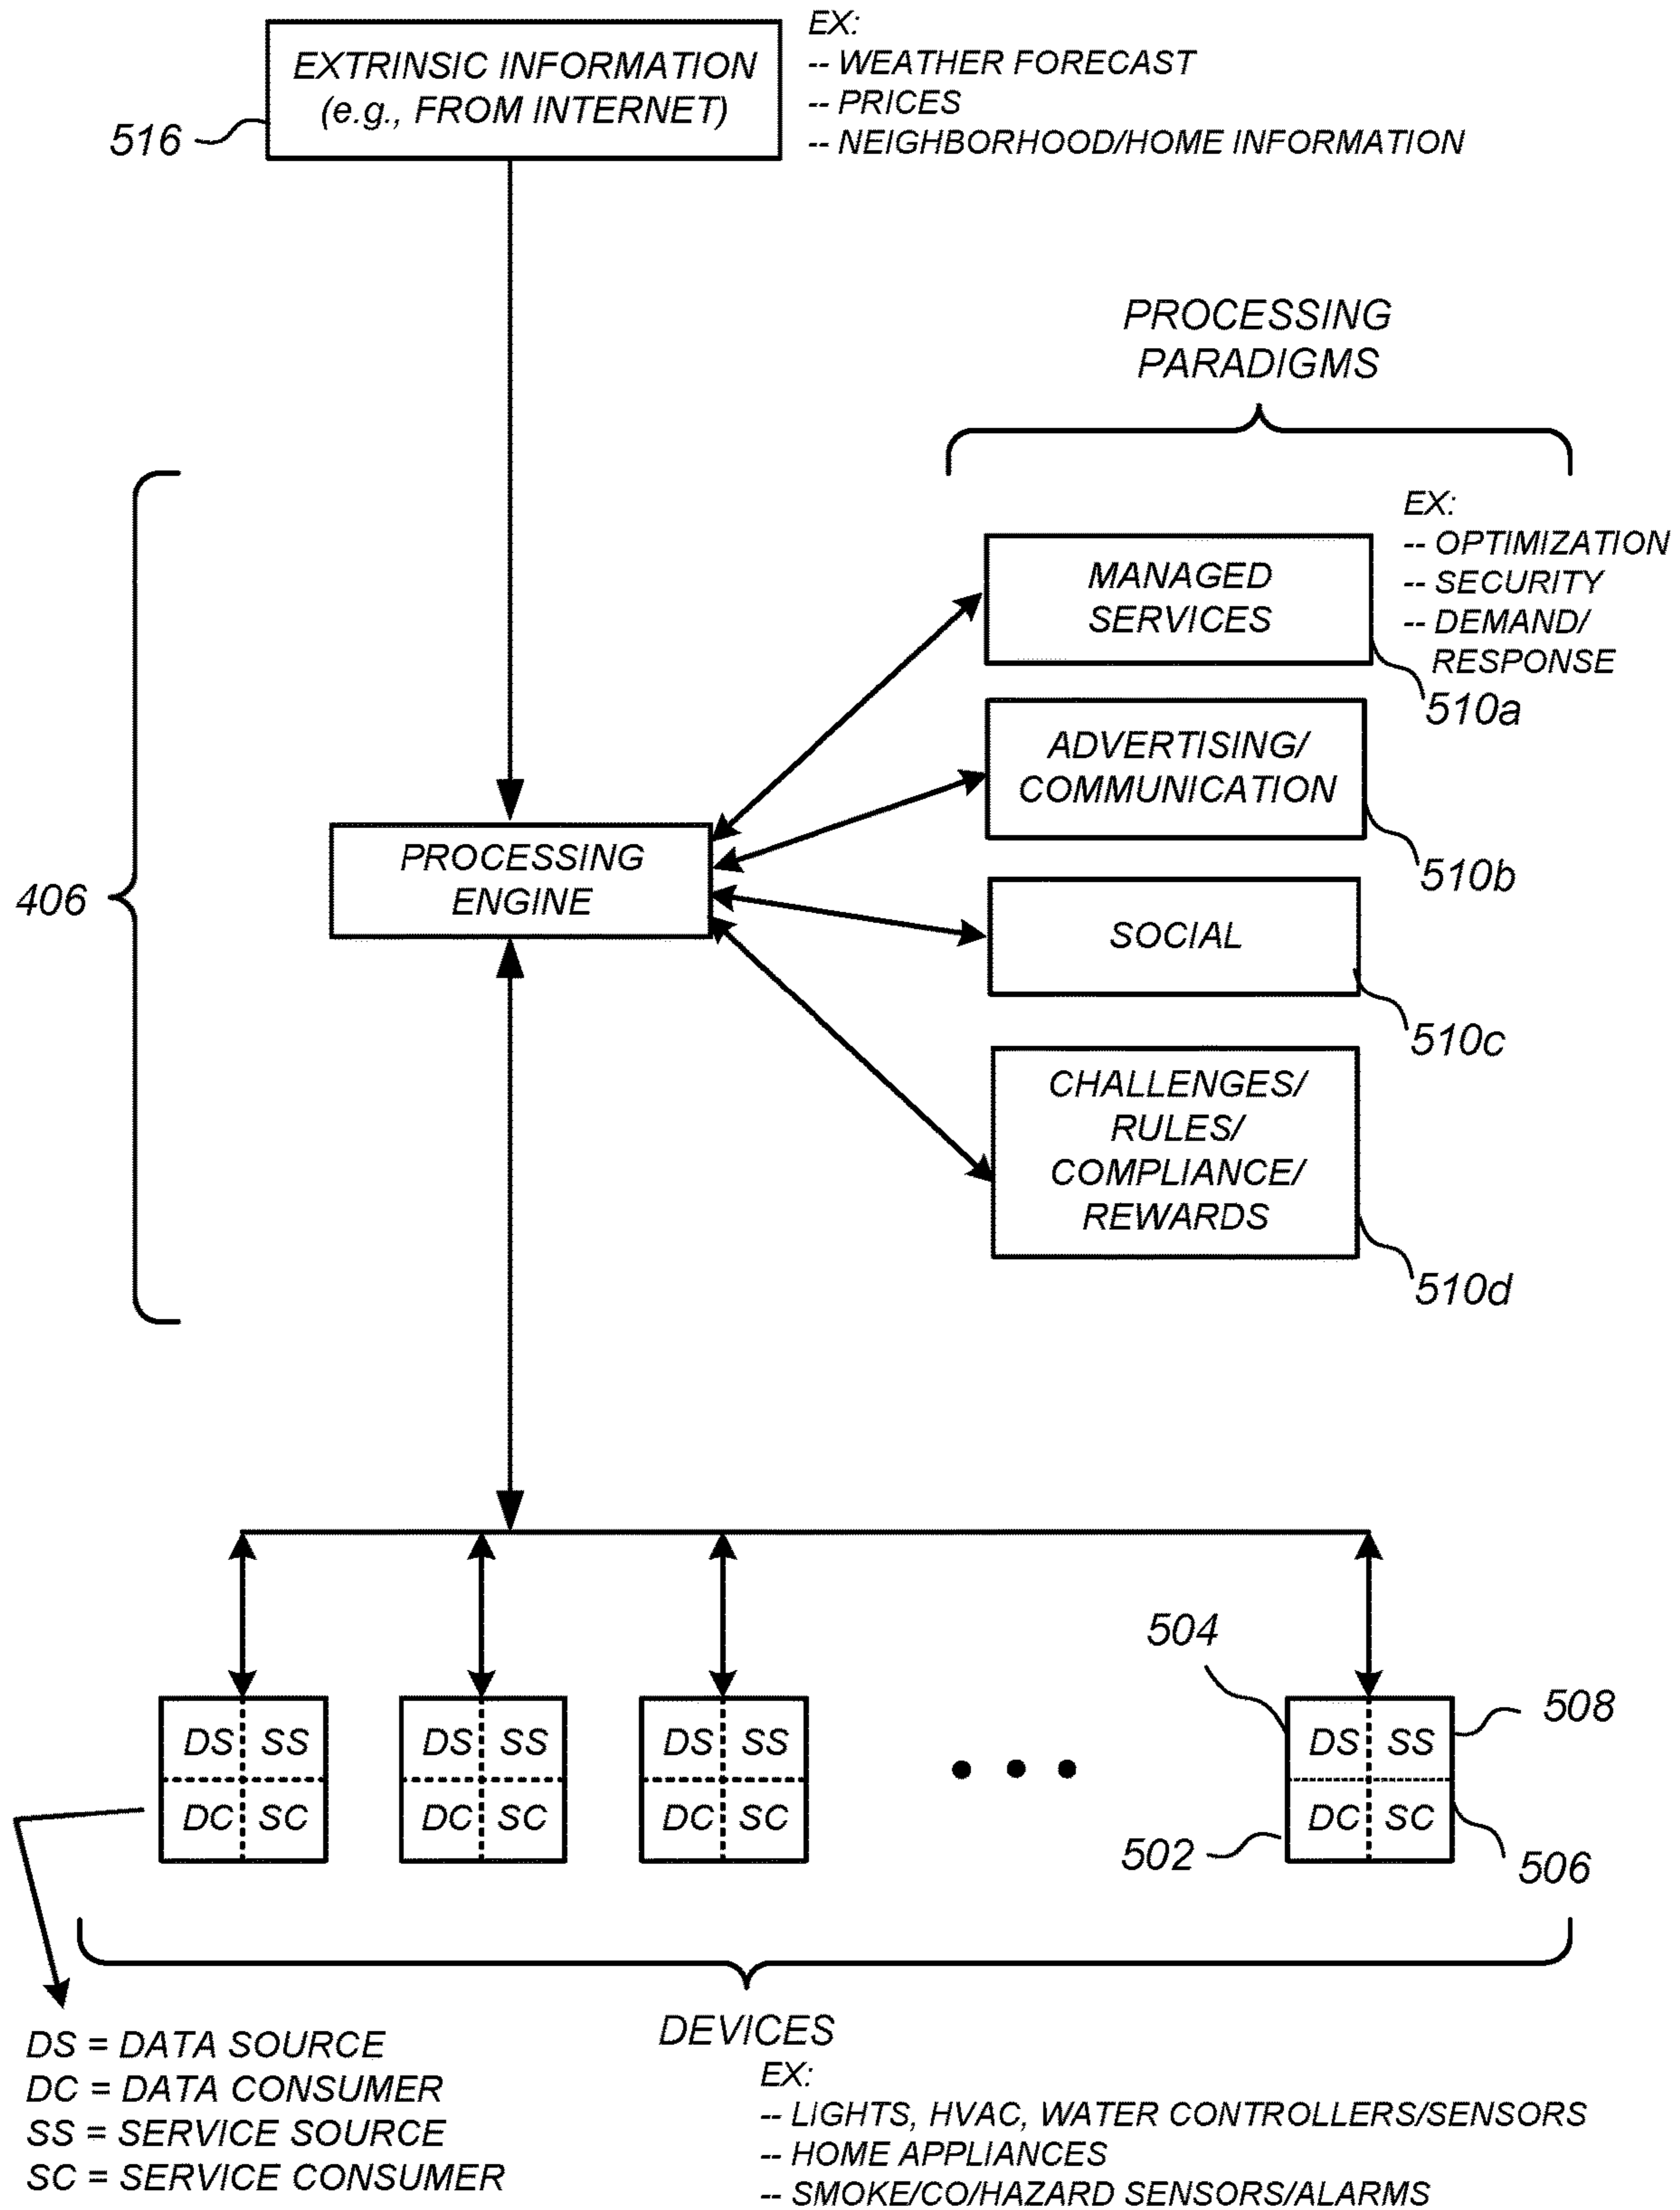 EXTRINSIC INFORMATION
(e.g., FROM INTERNET)
516
EX:
-- WEATHER FORECAST
-- PRICES
-- NEIGHBORHOOD/HOME INFORMATION
PROCESSING
PARADIGMS
406
PROCESSING
ENGINE
MANAGED
SERVICES
EX:
-- OPTIMIZATION
-- SECURITY
-- DEMAND/
RESPONSE
510a
ADVERTISING/
COMMUNICATION
510b
SOCIAL
510c
CHALLENGES/
RULES/
COMPLIANCE/
REWARDS
510d
504
508
DS SS
DC SC
DS SS
DC SC
DS SS
DC SC
DS SS
DC SC
502
506
DS = DATA SOURCE
DC = DATA CONSUMER
SS = SERVICE SOURCE
SC = SERVICE CONSUMER
DEVICES
EX:
-- LIGHTS, HVAC, WATER CONTROLLERS/SENSORS
-- HOME APPLIANCES
-- SMOKE/CO/HAZARD SENSORS/ALARMS